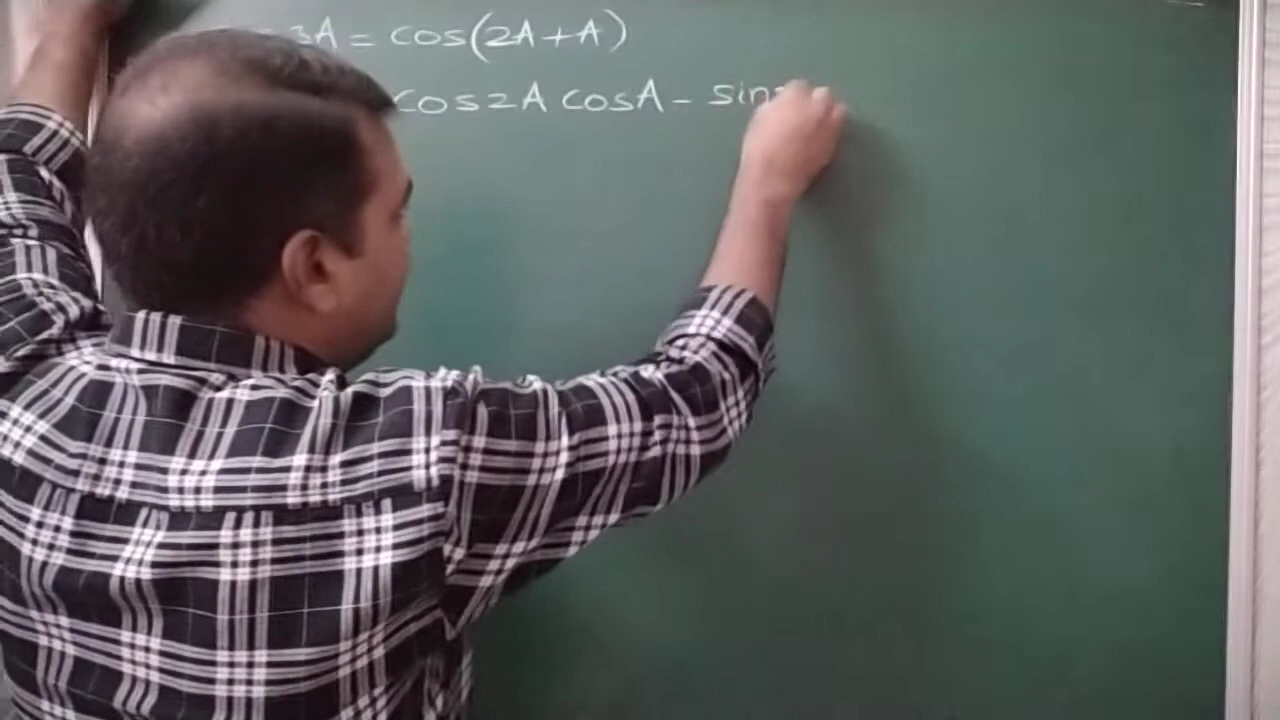 3A = cos(2A+A)
cos2A cosA - sin